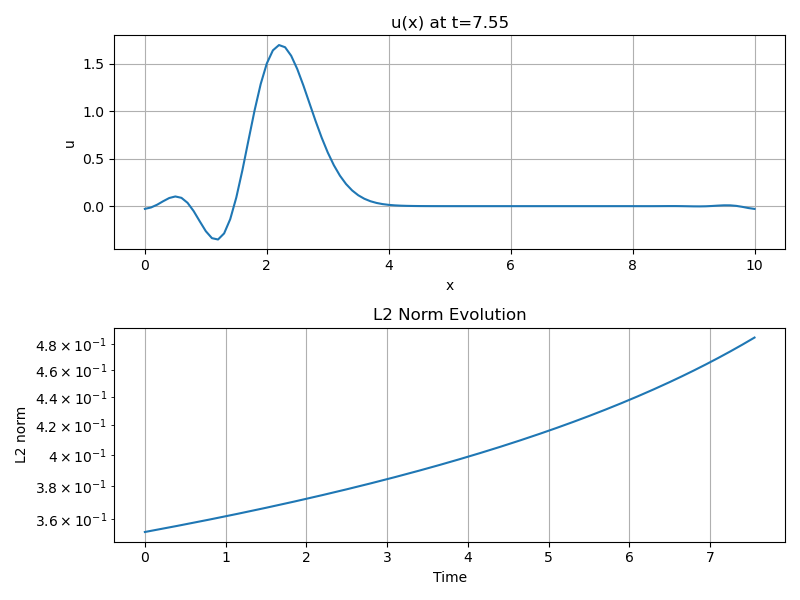 u(x) at t=7.55
u
1.5
1.0
0.5
0.0
0 2 4 6 8 10
x
L2 Norm Evolution
L2 norm
4.8 × 10⁻¹
4.6 × 10⁻¹
4.4 × 10⁻¹
4.2 × 10⁻¹
4 × 10⁻¹
3.8 × 10⁻¹
3.6 × 10⁻¹
0 1 2 3 4 5 6 7
Time